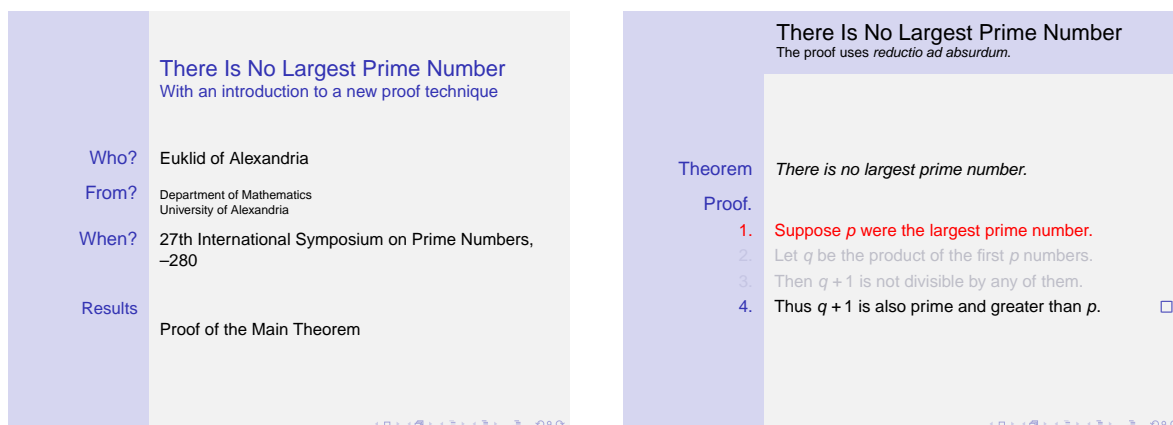 There Is No Largest Prime Number
With an introduction to a new proof technique
Who? Euklid of Alexandria
From? Department of Mathematics
University of Alexandria
When? 27th International Symposium on Prime Numbers,
–280
Results
Proof of the Main Theorem
There Is No Largest Prime Number
The proof uses reductio ad absurdum.
Theorem There is no largest prime number.
Proof.
1. Suppose p were the largest prime number.
2. Let q be the product of the first p numbers.
3. Then q + 1 is not divisible by any of them.
4. Thus q + 1 is also prime and greater than p. □